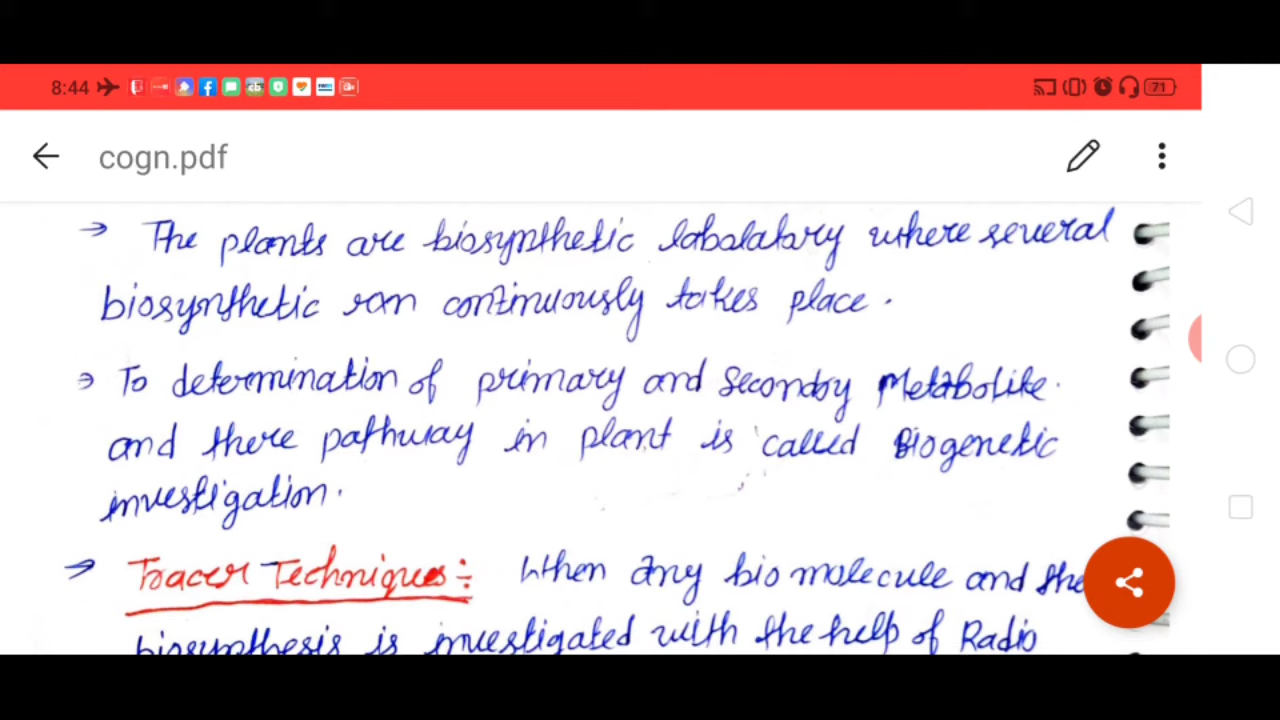 8:44
71
cogn.pdf
→ The plants are biosynthetic labolatory where several
biosynthetic rxn continuously takes place.
→ To determination of primary and secondry Metabolite.
and there pathway in plant is called Biogenetic
investigation.
→ Tracer Techniques:- When any bio molecule and the
biosynthesis is investigated with the help of Radio